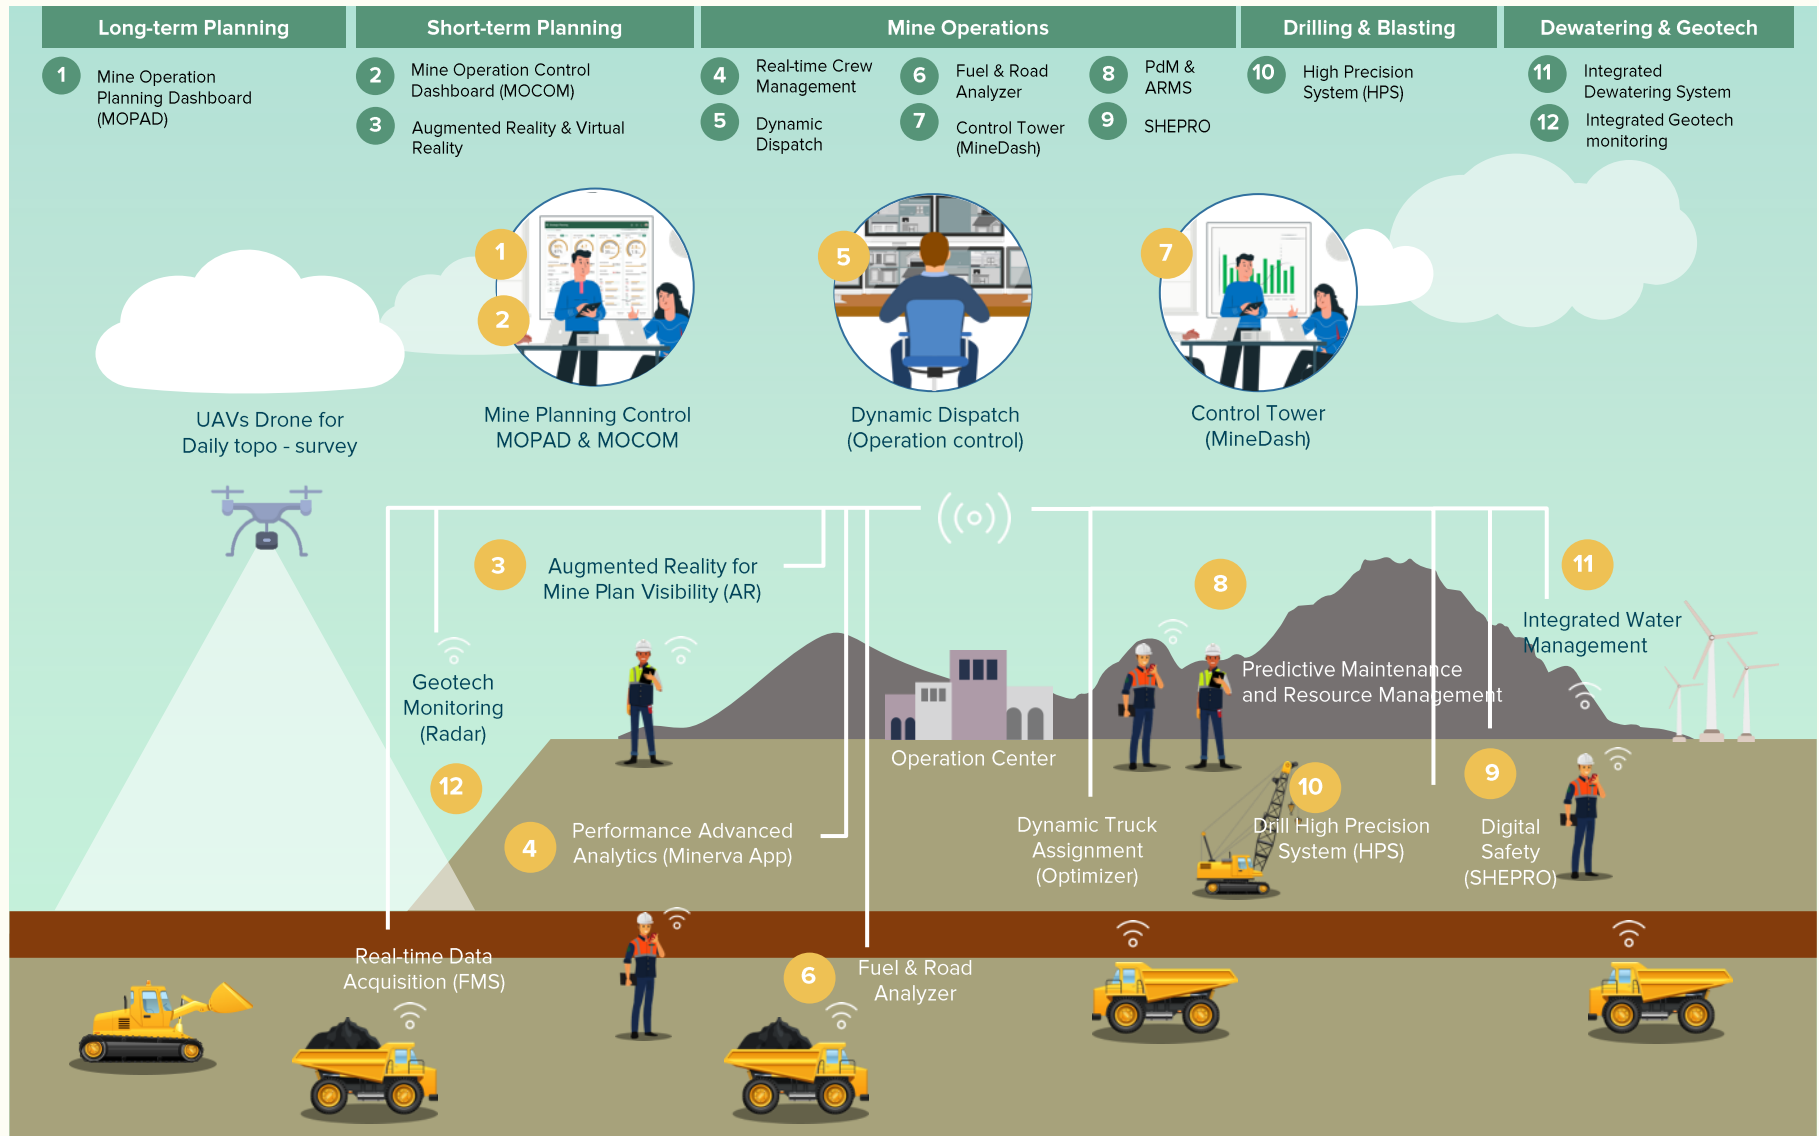 Long-term Planning
Short-term Planning
Mine Operations
Drilling & Blasting
Dewatering & Geotech
1
Mine Operation
Planning Dashboard
(MOPAD)
2
Mine Operation Control
Dashboard (MOCOM)
3
Augmented Reality & Virtual
Reality
4
Real-time Crew
Management
5
Dynamic
Dispatch
6
Fuel & Road
Analyzer
7
Control Tower
(MineDash)
8
PdM &
ARMS
9
SHEPRO
10
High Precision
System (HPS)
11
Integrated
Dewatering System
12
Integrated Geotech
monitoring
1
2
5
7
UAVs Drone for
Daily topo - survey
Mine Planning Control
MOPAD & MOCOM
Dynamic Dispatch
(Operation control)
Control Tower
(MineDash)
3
Augmented Reality for
Mine Plan Visibility (AR)
8
11
Integrated Water
Management
Geotech
Monitoring
(Radar)
12
Predictive Maintenance
and Resource Management
Operation Center
4
Performance Advanced
Analytics (Minerva App)
Dynamic Truck
Assignment
(Optimizer)
10
Drill High Precision
System (HPS)
9
Digital
Safety
(SHEPRO)
Real-time Data
Acquisition (FMS)
6
Fuel & Road
Analyzer